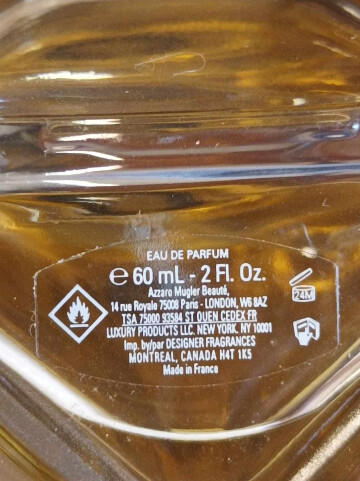 EAU DE PARFUM
℮ 60 mL - 2 Fl. Oz.
Azzaro Mugler Beauté,
14 rue Royale 75008 Paris - LONDON, W6 8AZ
TSA 75000 93584 ST OUEN CEDEX FR
LUXURY PRODUCTS LLC. NEW YORK, NY 10001
Imp. by/par DESIGNER FRAGRANCES
MONTREAL, CANADA H4T 1K5
Made in France
24M